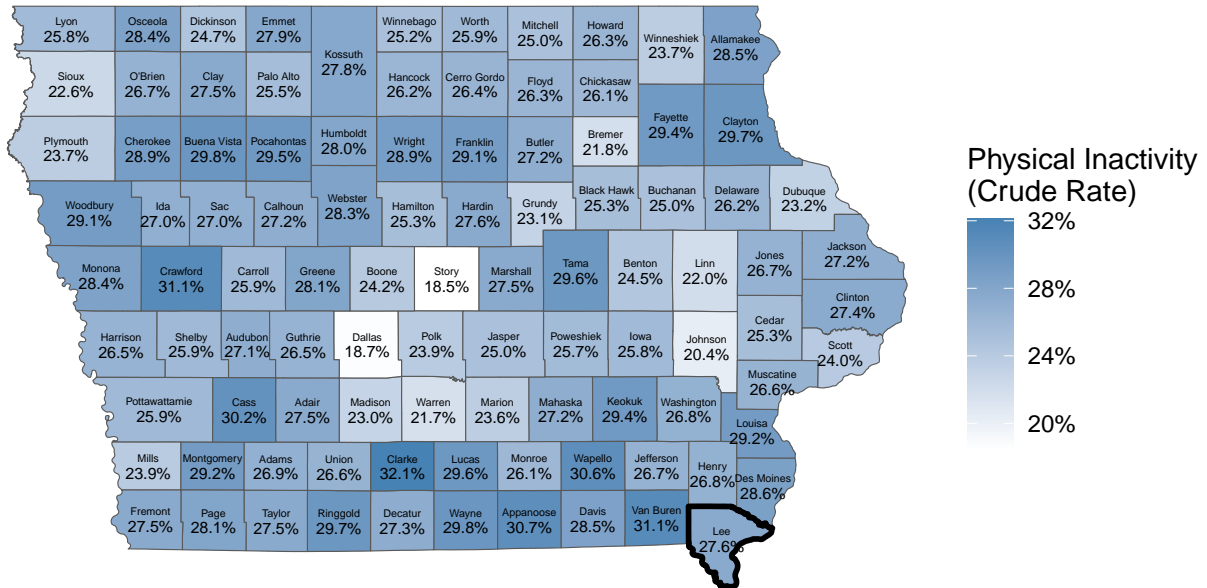 Lyon
25.8%
Osceola
28.4%
Dickinson
24.7%
Emmet
27.9%
Kossuth
27.8%
Winnebago
25.2%
Worth
25.9%
Mitchell
25.0%
Howard
26.3%
Winneshiek
23.7%
Allamakee
28.5%
Sioux
22.6%
O'Brien
26.7%
Clay
27.5%
Palo Alto
25.5%
Hancock
26.2%
Cerro Gordo
26.4%
Floyd
26.3%
Chickasaw
26.1%
Fayette
29.4%
Clayton
29.7%
Plymouth
23.7%
Cherokee
28.9%
Buena Vista
29.8%
Pocahontas
29.5%
Humboldt
28.0%
Wright
28.9%
Franklin
29.1%
Butler
27.2%
Bremer
21.8%
Woodbury
29.1%
Ida
27.0%
Sac
27.0%
Calhoun
27.2%
Webster
28.3%
Hamilton
25.3%
Hardin
27.6%
Grundy
23.1%
Black Hawk
25.3%
Buchanan
25.0%
Delaware
26.2%
Dubuque
23.2%
Monona
28.4%
Crawford
31.1%
Carroll
25.9%
Greene
28.1%
Boone
24.2%
Story
18.5%
Marshall
27.5%
Tama
29.6%
Benton
24.5%
Linn
22.0%
Jones
26.7%
Jackson
27.2%
Clinton
27.4%
Harrison
26.5%
Shelby
25.9%
Audubon
27.1%
Guthrie
26.5%
Dallas
18.7%
Polk
23.9%
Jasper
25.0%
Poweshiek
25.7%
Iowa
25.8%
Johnson
20.4%
Cedar
25.3%
Scott
24.0%
Muscatine
26.6%
Pottawattamie
25.9%
Cass
30.2%
Adair
27.5%
Madison
23.0%
Warren
21.7%
Marion
23.6%
Mahaska
27.2%
Keokuk
29.4%
Washington
26.8%
Louisa
29.2%
Mills
23.9%
Montgomery
29.2%
Adams
26.9%
Union
26.6%
Clarke
32.1%
Lucas
29.6%
Monroe
26.1%
Wapello
30.6%
Jefferson
26.7%
Henry
26.8%
Des Moines
28.6%
Fremont
27.5%
Page
28.1%
Taylor
27.5%
Ringgold
29.7%
Decatur
27.3%
Wayne
29.8%
Appanoose
30.7%
Davis
28.5%
Van Buren
31.1%
Lee
27.6%
Physical Inactivity
(Crude Rate)
32%
28%
24%
20%